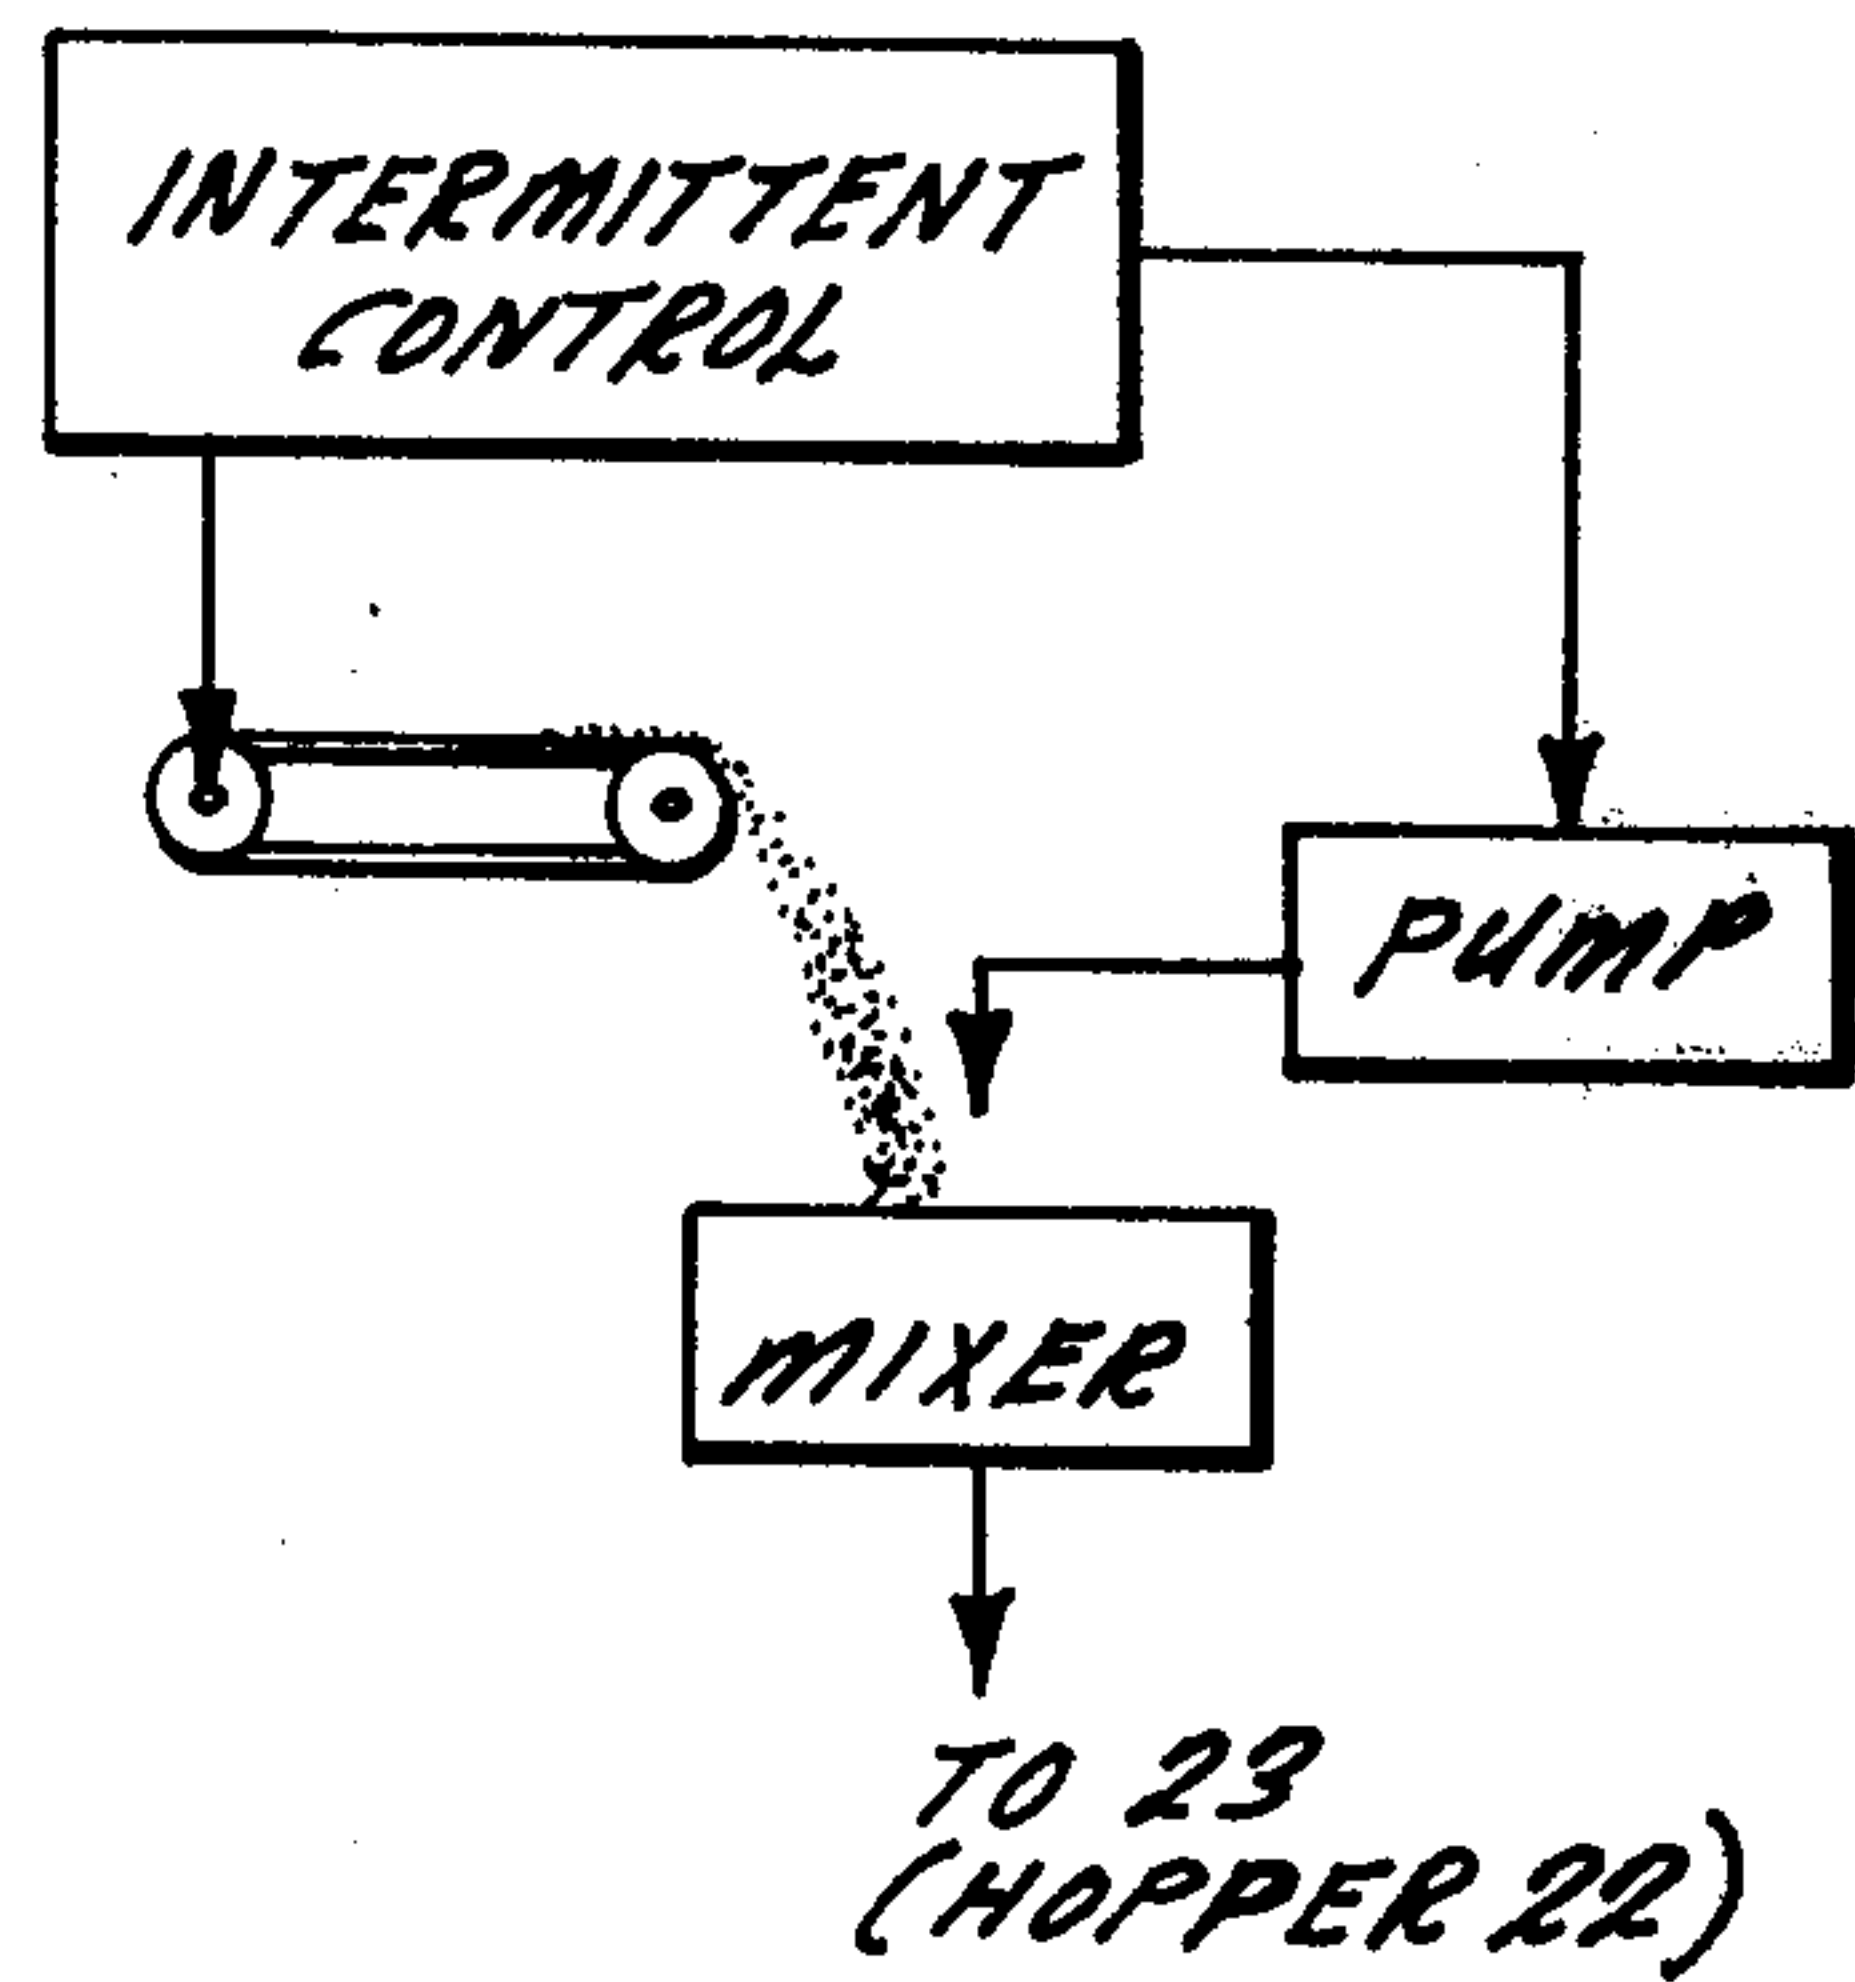 INTERMITTENT
CONTROL
PUMP
MIXER
TO 23
(HOPPER 22)